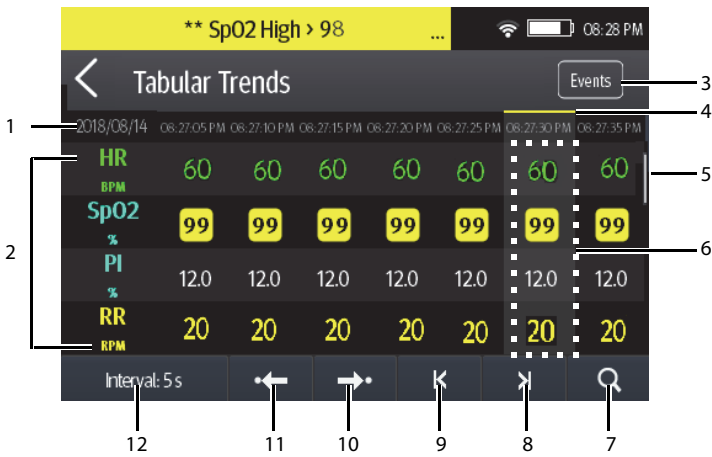 ** SpO2 High > 98 ... 08:28 PM
Tabular Trends Events 3
4
1 2018/08/14 08:27:05 PM 08:27:10 PM 08:27:15 PM 08:27:20 PM 08:27:25 PM 08:27:30 PM 08:27:35 PM
HR 60 60 60 60 60 60 60
BPM
5
SpO2 99 99 99 99 99 99 99
%
2 6
PI 12.0 12.0 12.0 12.0 12.0 12.0 12.0
%
RR 20 20 20 20 20 20 20
RPM
Interval: 5 s
12 11 10 9 8 7